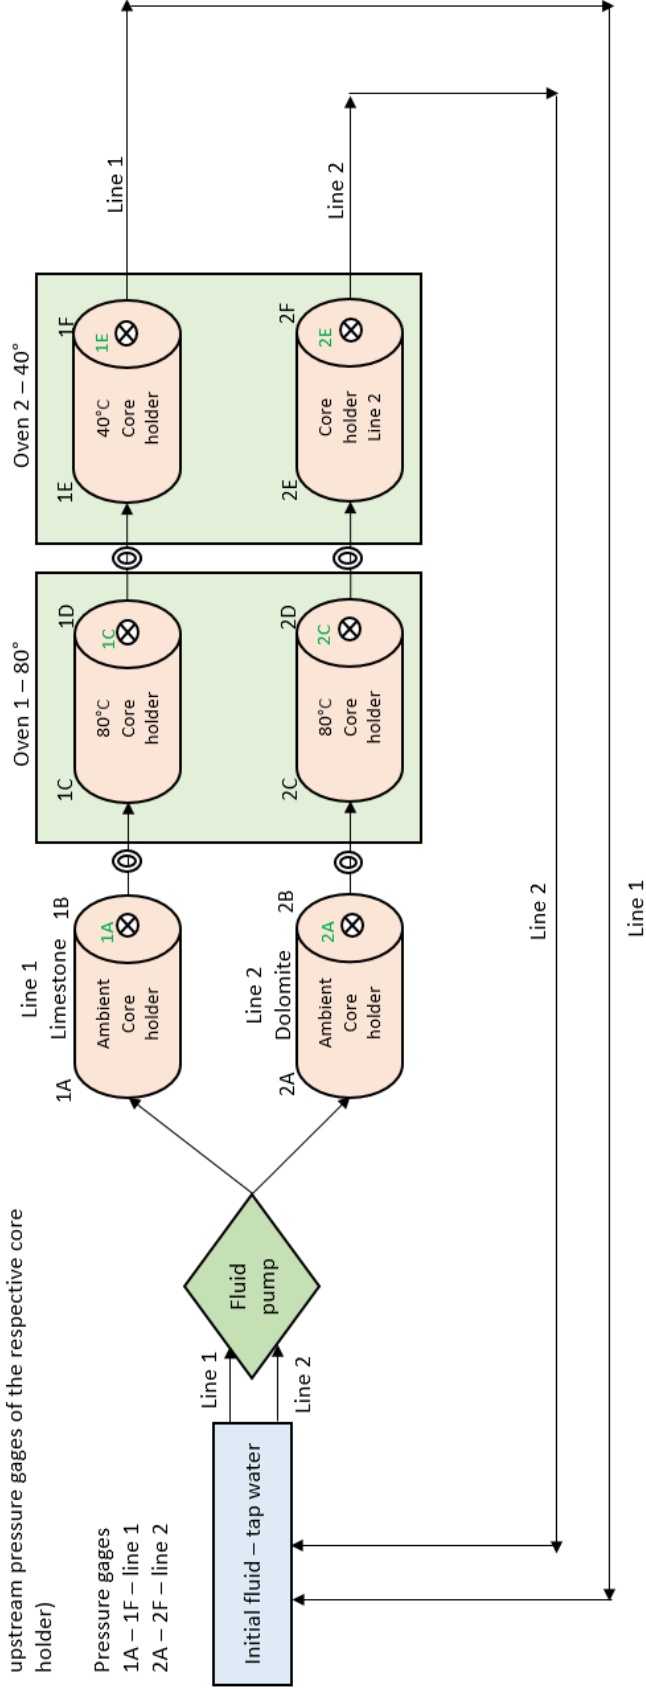 upstream pressure gages of the respective core
holder)
Pressure gages
1A – 1F – line 1
2A – 2F – line 2
Initial fluid – tap water
Line 1
Line 2
Fluid
pump
Line 1
Limestone
1A
1B
Ambient
Core
holder
1A
Line 2
Dolomite
2A
2B
Ambient
Core
holder
2A
Oven 1 – 80°
1C
1D
80°C
Core
holder
1C
2C
2D
80°C
Core
holder
2C
Oven 2 – 40°
1E
1F
40°C
Core
holder
1E
2E
2F
Core
holder
Line 2
2E
Line 1
Line 2
Line 2
Line 1